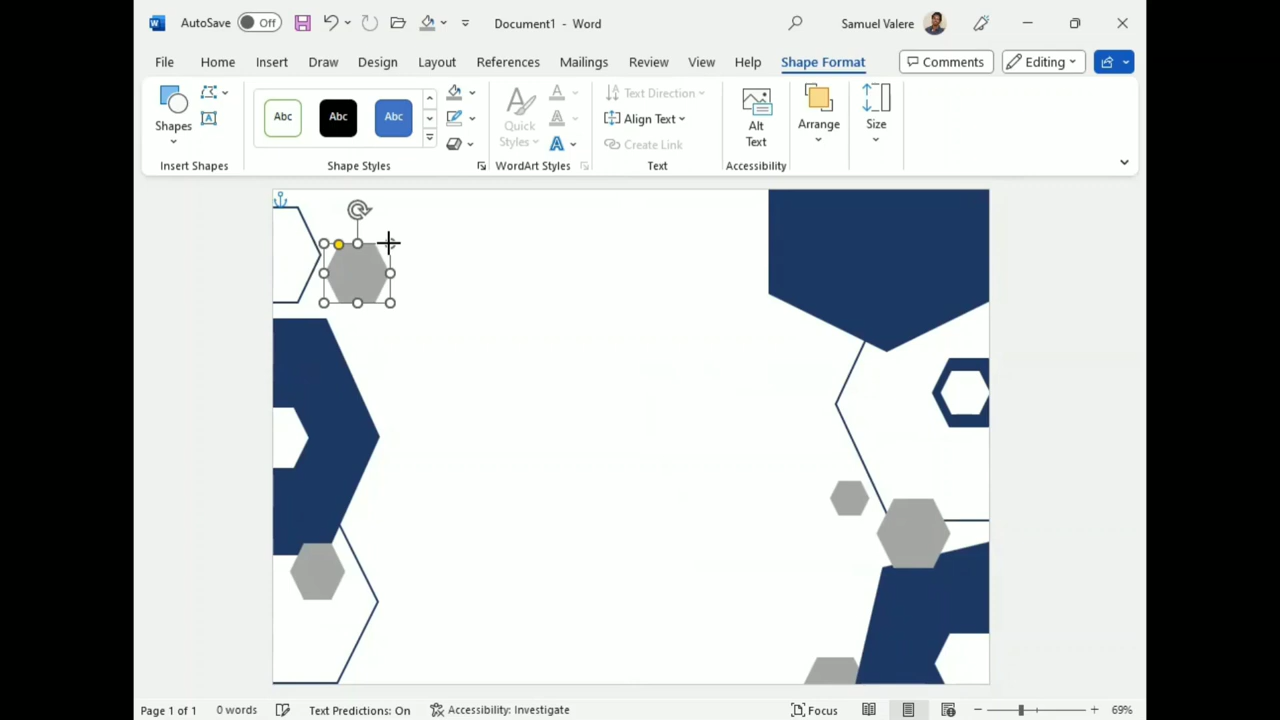 AutoSave Off Document1 - Word Samuel Valere
File Home Insert Draw Design Layout References Mailings Review View Help Shape Format Comments Editing
Shapes
Insert Shapes
Abc Abc Abc
Shape Styles
Quick
Styles
WordArt Styles
Text Direction
Align Text
Create Link
Text
Alt
Text
Accessibility
Arrange
Size
Page 1 of 1 0 words Text Predictions: On Accessibility: Investigate Focus 69%